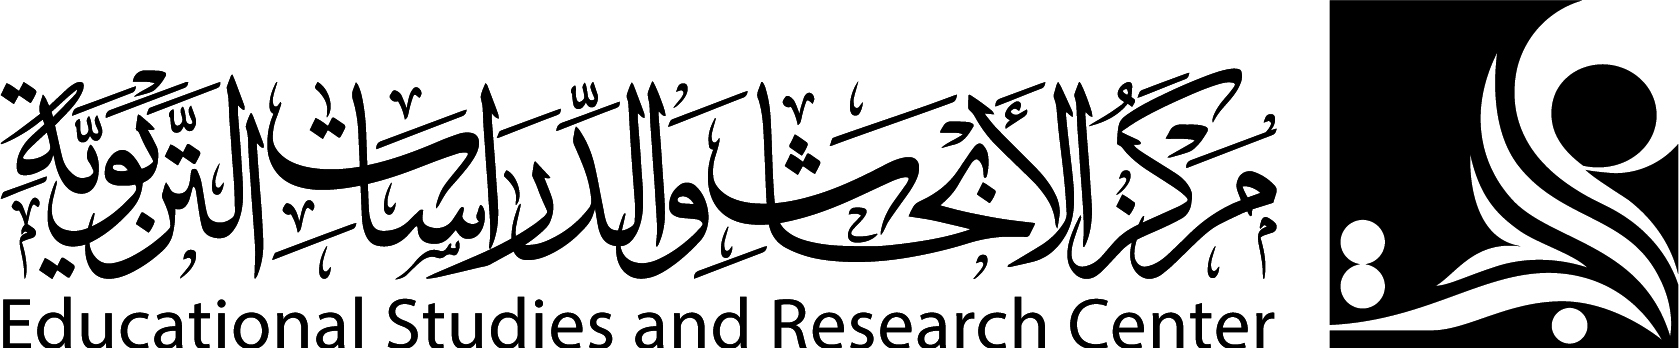 مركز الأبحاث والدراسات التربوية
Educational Studies and Research Center